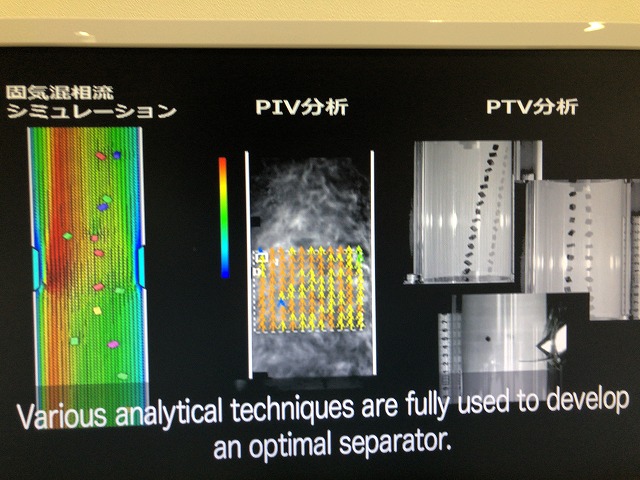 固気混相流
シミュレーション
PIV分析
PTV分析
Various analytical techniques are fully used to develop
an optimal separator.